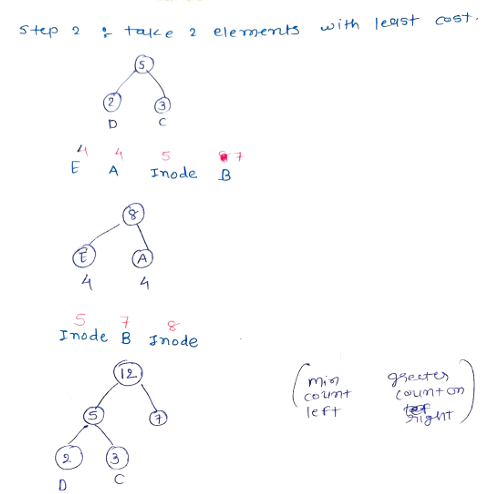 Step 2 : take 2 elements with least cost.
5
2 3
D C
4 4 5 7
E A Inode B
8
E A
4 4
5 7 8
Inode B Inode
12
min greeter
count count on
left right
5 7
2 3
D C